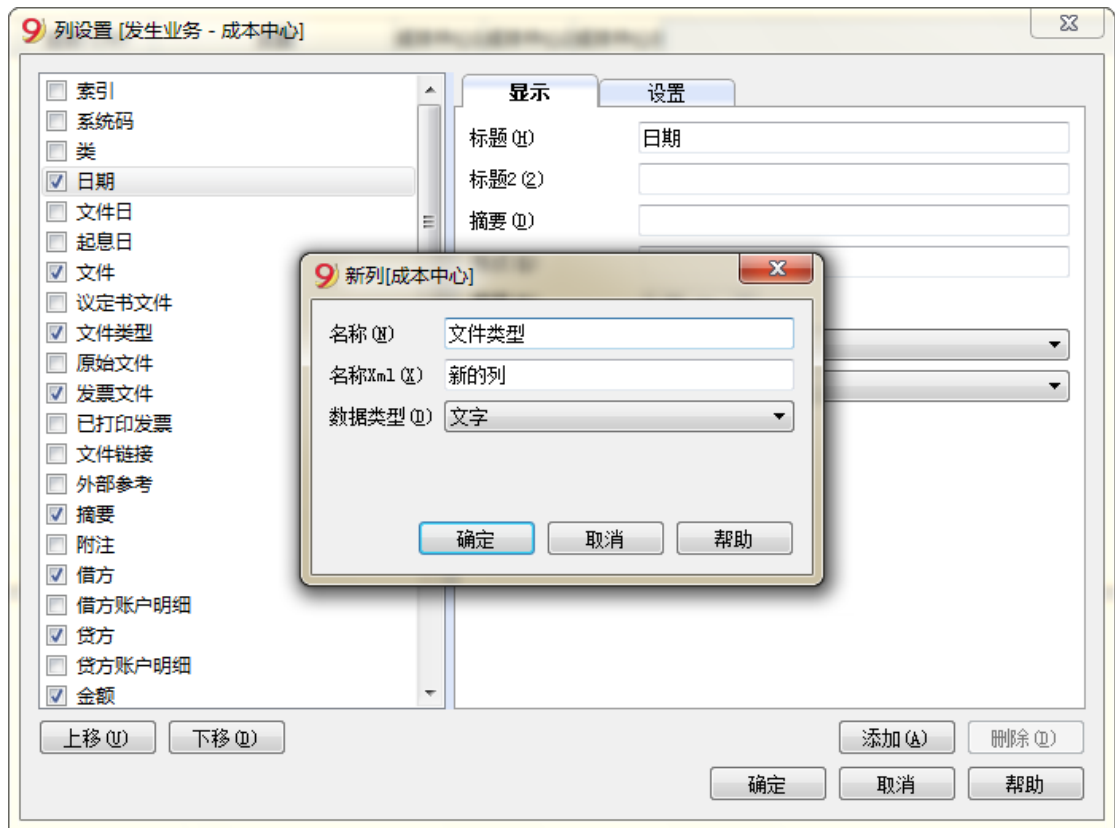 列设置 [发生业务 - 成本中心]
索引
系统码
类
日期
文件日
起息日
文件
议定书文件
文件类型
原始文件
发票文件
已打印发票
文件链接
外部参考
摘要
附注
借方
借方账户明细
贷方
贷方账户明细
金额
显示
设置
标题(H) 日期
标题2(2)
摘要(D)
新列[成本中心]
名称(N) 文件类型
名称Xml(X) 新的列
数据类型(D) 文字
确定 取消 帮助
上移(U) 下移(D) 添加(A) 删除(D)
确定 取消 帮助